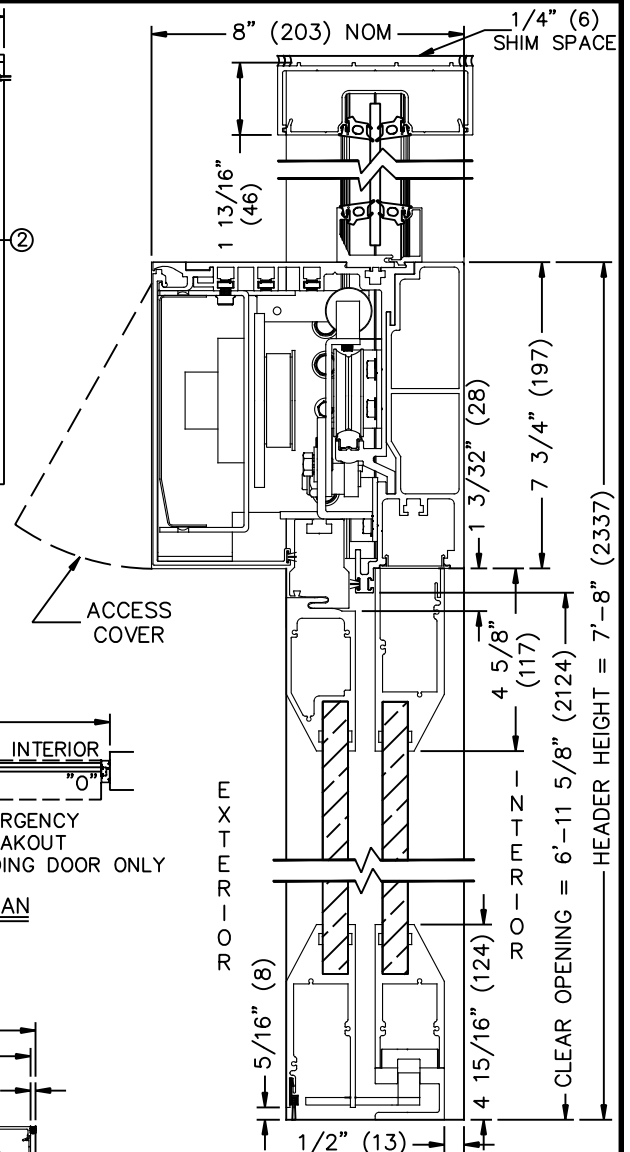 8" (203) NOM
1/4" (6)
SHIM SPACE
1 13/16"
(46)
2
1 3/32" (28)
7 3/4" (197)
ACCESS
COVER
4 5/8"
(117)
CLEAR OPENING = 6'-11 5/8" (2124)
HEADER HEIGHT = 7'-8" (2337)
INTERIOR
"O"
RGENCY
AKOUT
DING DOOR ONLY
AN
EXTERIOR
INTERIOR
5/16" (8)
4 15/16" (124)
1/2" (13)